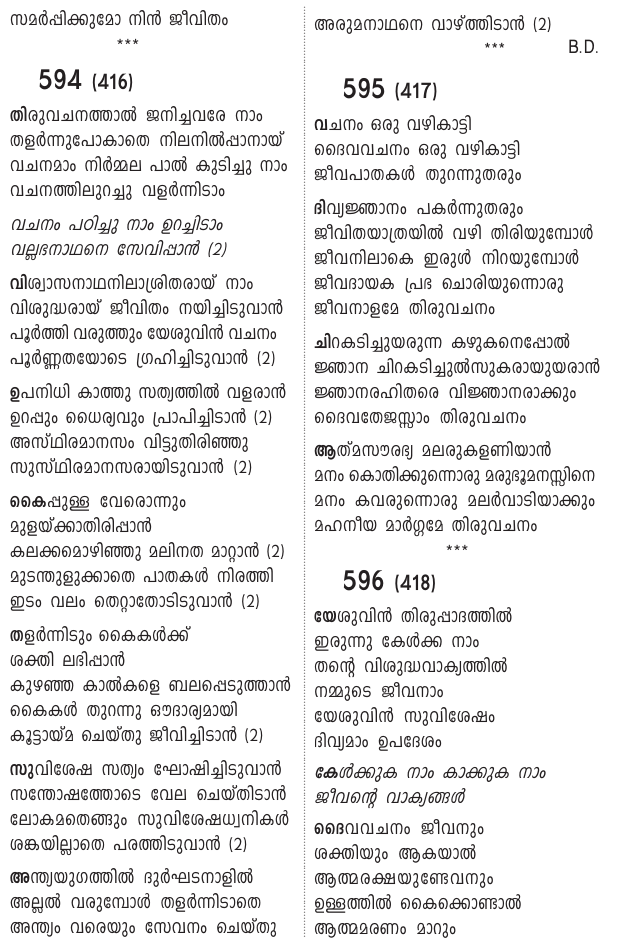 സമർപ്പിക്കുമോ നിൻ ജീവിതം
***
594 (416)
തിരുവചനത്താൽ ജനിച്ചവരേ നാം
തളർന്നുപോകാതെ നിലനിൽപ്പാനായ്
വചനമാം നിർമ്മല പാൽ കുടിച്ചു നാം
വചനത്തിലുറച്ചു വളർന്നിടാം
വചനം പഠിച്ചു നാം ഉറച്ചിടാം
വല്ലഭനാഥനെ സേവിപ്പാൻ (2)
വിശ്വാസനാഥനിലാശ്രിതരായ് നാം
വിശുദ്ധരായ് ജീവിതം നയിച്ചിടുവാൻ
പൂർത്തി വരുത്തും യേശുവിൻ വചനം
പൂർണ്ണതയോടെ ഗ്രഹിച്ചിടുവാൻ (2)
ഉപനിധി കാത്തു സത്യത്തിൽ വളരാൻ
ഉറപ്പും ധൈര്യവും പ്രാപിച്ചിടാൻ (2)
അസ്ഥിരമാനസം വിട്ടുതിരിഞ്ഞു
സുസ്ഥിരമാനസരായിടുവാൻ (2)
കൈപ്പുള്ള വേരൊന്നും
മുളയ്ക്കാതിരിപ്പാൻ
കലക്കമൊഴിഞ്ഞു മലിനത മാറ്റാൻ (2)
മുടന്തുളുക്കാതെ പാതകൾ നിരത്തി
ഇടം വലം തെറ്റാതോടിടുവാൻ (2)
തളർന്നിടും കൈകൾക്ക്
ശക്തി ലഭിപ്പാൻ
കുഴഞ്ഞ കാൽകളെ ബലപ്പെടുത്താൻ
കൈകൾ തുറന്നു ഔദാര്യമായി
കൂട്ടായ്മ ചെയ്തു ജീവിച്ചിടാൻ (2)
സുവിശേഷ സത്യം ഘോഷിച്ചിടുവാൻ
സന്തോഷത്തോടെ വേല ചെയ്തിടാൻ
ലോകമതെങ്ങും സുവിശേഷധ്വനികൾ
ശങ്കയില്ലാതെ പരത്തിടുവാൻ (2)
അന്ത്യയുഗത്തിൽ ദുർഘടനാളിൽ
അല്ലൽ വരുമ്പോൾ തളർന്നിടാതെ
അന്ത്യം വരെയും സേവനം ചെയ്തു
അരുമനാഥനെ വാഴ്ത്തിടാൻ (2)
*** B.D.
595 (417)
വചനം ഒരു വഴികാട്ടി
ദൈവവചനം ഒരു വഴികാട്ടി
ജീവപാതകൾ തുറന്നുതരും
ദിവ്യജ്ഞാനം പകർന്നുതരും
ജീവിതയാത്രയിൽ വഴി തിരിയുമ്പോൾ
ജീവനിലാകെ ഇരുൾ നിറയുമ്പോൾ
ജീവദായക പ്രഭ ചൊരിയുന്നൊരു
ജീവനാളമേ തിരുവചനം
ചിറകടിച്ചുയരുന്ന കഴുകനെപ്പോൽ
ജ്ഞാന ചിറകടിച്ചുൽസുകരായുയരാൻ
ജ്ഞാനരഹിതരെ വിജ്ഞാനരാക്കും
ദൈവതേജസ്സാം തിരുവചനം
ആത്മസൗരഭ്യ മലരുകളണിയാൻ
മനം കൊതിക്കുന്നൊരു മരുഭൂമനസ്സിനെ
മനം കവരുന്നൊരു മലർവാടിയാക്കും
മഹനീയ മാർഗ്ഗമേ തിരുവചനം
***
596 (418)
യേശുവിൻ തിരുപ്പാദത്തിൽ
ഇരുന്നു കേൾക്ക നാം
തന്റെ വിശുദ്ധവാക്യത്തിൽ
നമ്മുടെ ജീവനാം
യേശുവിൻ സുവിശേഷം
ദിവ്യമാം ഉപദേശം
കേൾക്കുക നാം കാക്കുക നാം
ജീവന്റെ വാക്യങ്ങൾ
ദൈവവചനം ജീവനും
ശക്തിയും ആകയാൽ
ആത്മരക്ഷയുണ്ടേവനും
ഉള്ളത്തിൽ കൈക്കൊണ്ടാൽ
ആത്മമരണം മാറും